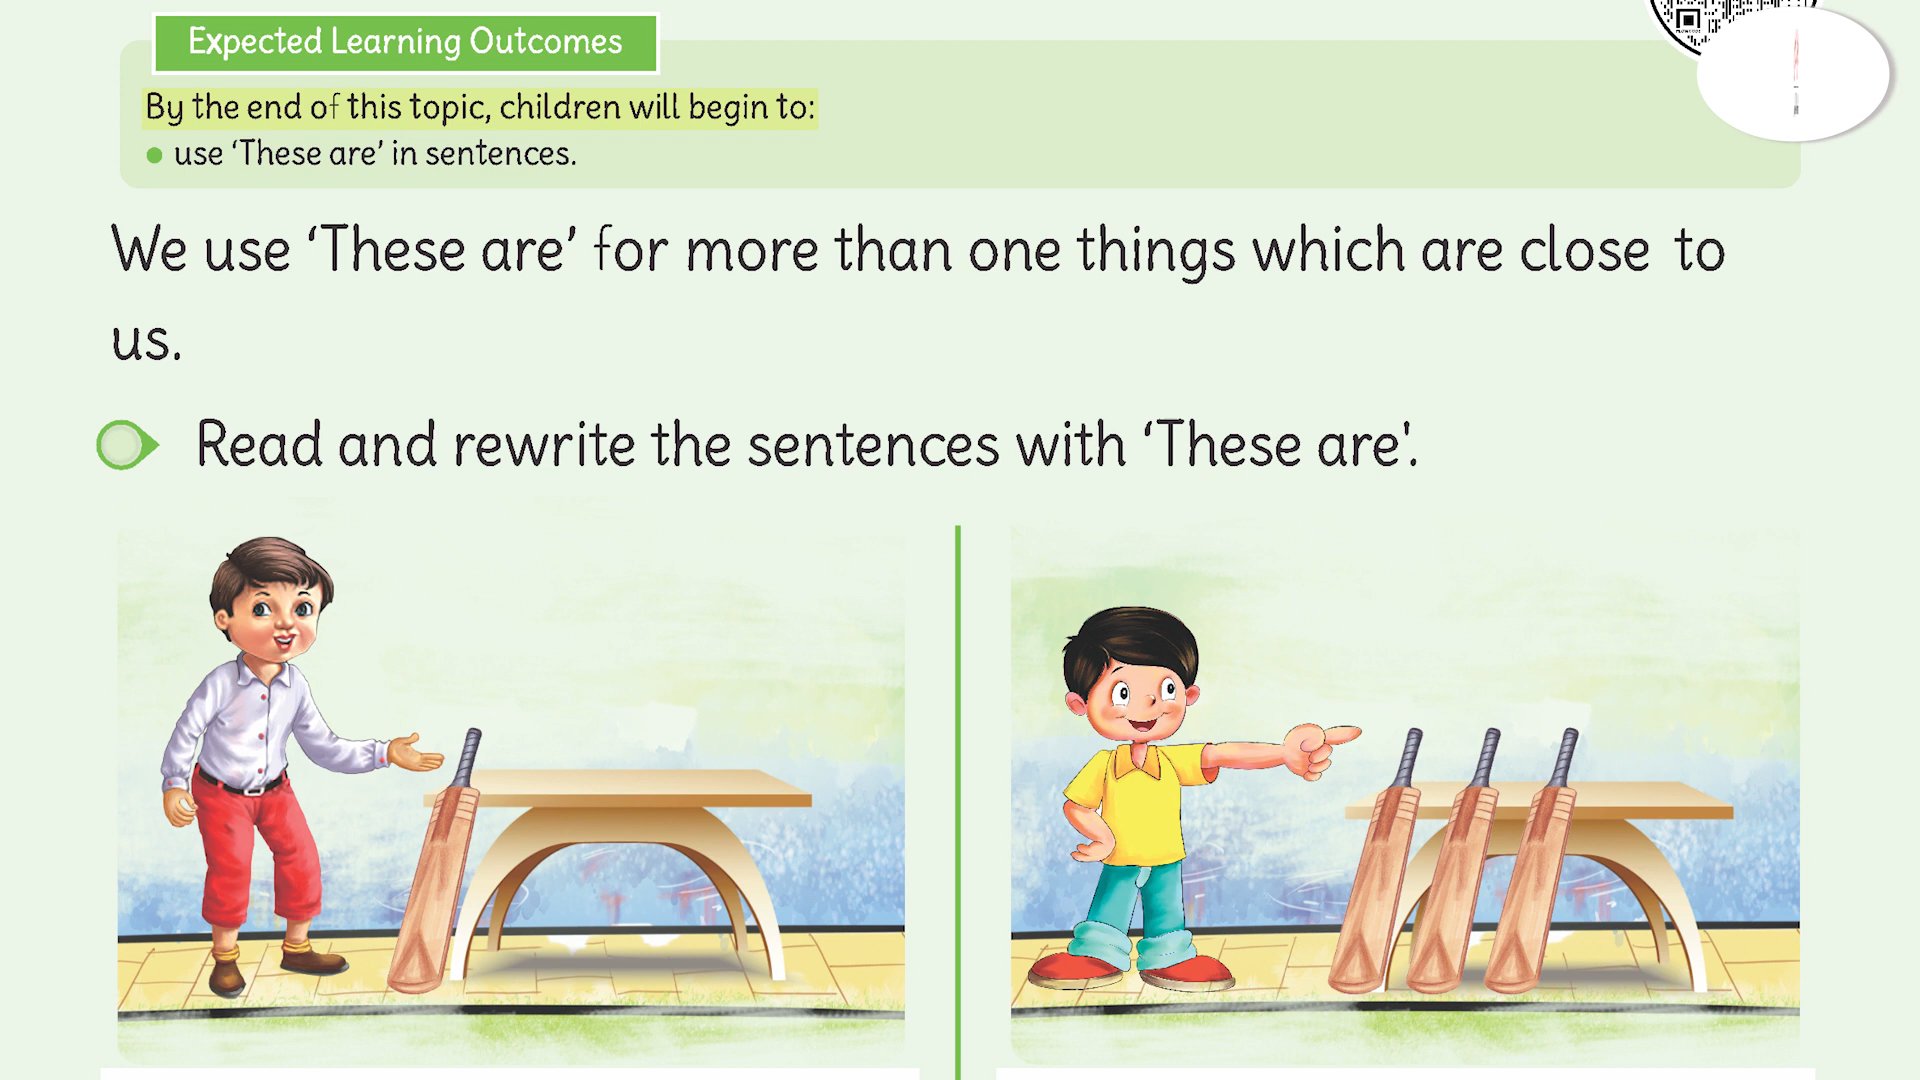 Expected Learning Outcomes
By the end of this topic, children will begin to:
● use ‘These are’ in sentences.
We use ‘These are’ for more than one things which are close to
us.
Read and rewrite the sentences with ‘These are’.